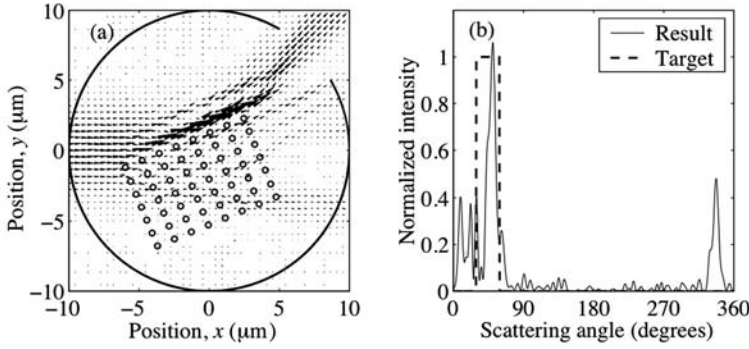 (a)
10
5
0
−5
−10
Position, y (μm)
−10
−5
0
5
10
Position, x (μm)
(b)
Result
Target
1
0.8
0.6
0.4
0.2
0
Normalized intensity
0
90
180
270
360
Scattering angle (degrees)